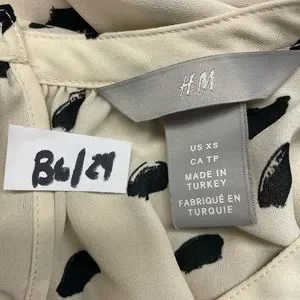 H&M
US XS
CA TP
MADE IN
TURKEY
FABRIQUÉ EN
TURQUIE
B6/29